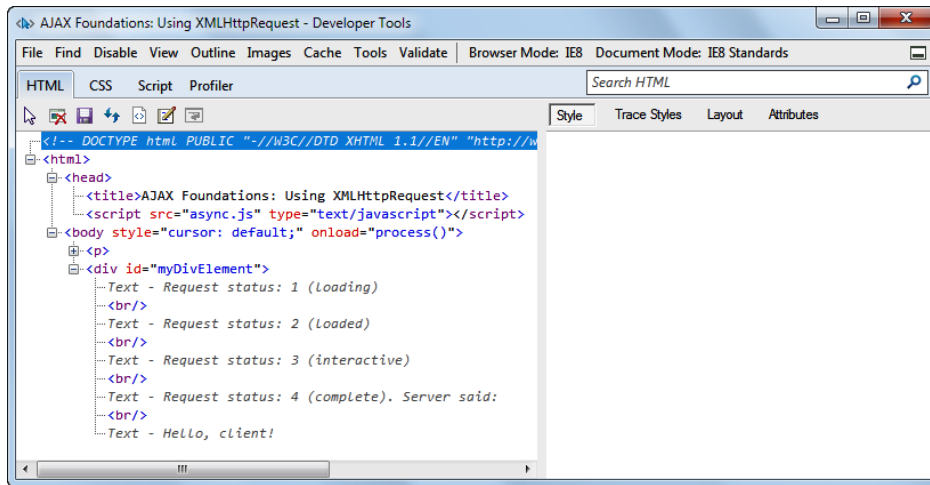 AJAX Foundations: Using XMLHttpRequest - Developer Tools
File Find Disable View Outline Images Cache Tools Validate Browser Mode: IE8 Document Mode: IE8 Standards
HTML CSS Script Profiler Search HTML
Style Trace Styles Layout Attributes
<!-- DOCTYPE html PUBLIC "-//W3C//DTD XHTML 1.1//EN" "http://w
<html>
<head>
<title>AJAX Foundations: Using XMLHttpRequest</title>
<script src="async.js" type="text/javascript"></script>
<body style="cursor: default;" onload="process()">
<p>
<div id="myDivElement">
Text - Request status: 1 (loading)
<br/>
Text - Request status: 2 (loaded)
<br/>
Text - Request status: 3 (interactive)
<br/>
Text - Request status: 4 (complete). Server said:
<br/>
Text - Hello, client!